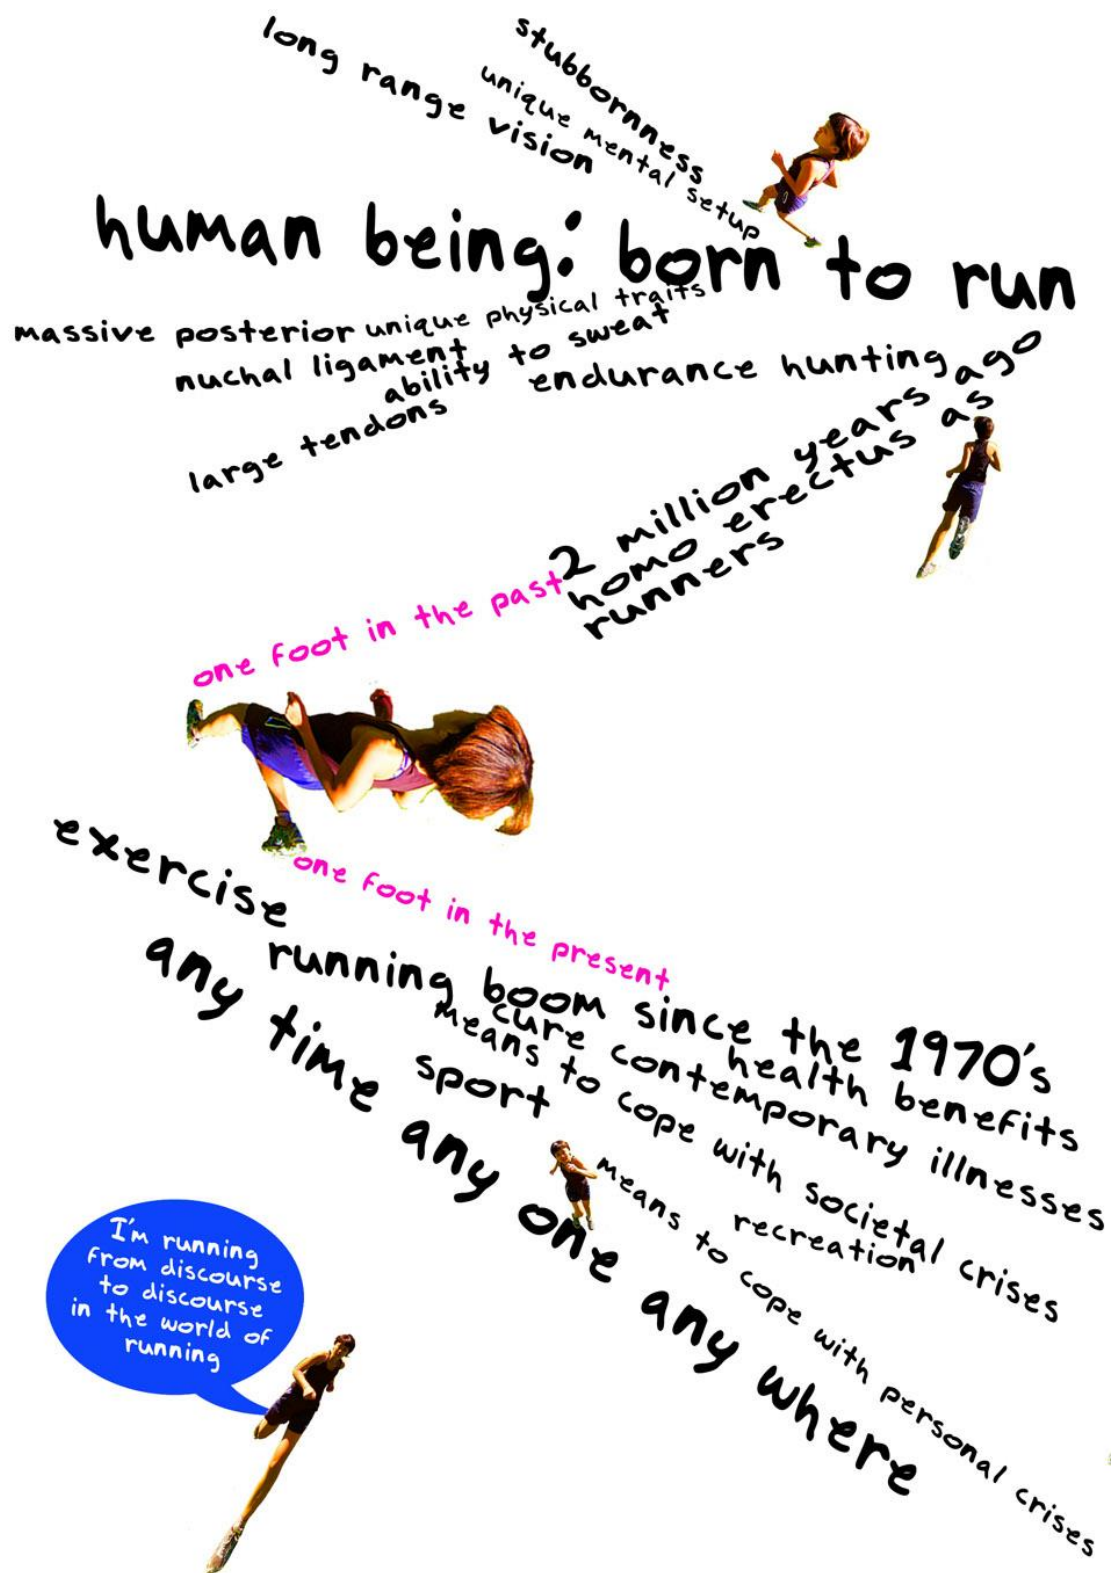 stubbornness
long range vision
unique mental setup
human being: born to run
massive posterior
unique physical traits
nuchal ligament
ability to sweat
endurance hunting
large tendons
2 million years ago
homo erectus as
runners
one foot in the past
one foot in the present
exercise
running boom since the 1970's
health benefits
cure contemporary illnesses
means to cope with societal crises
sport
recreation
any time any one any where
means to cope with personal crises
I'm running
from discourse
to discourse
in the world of
running